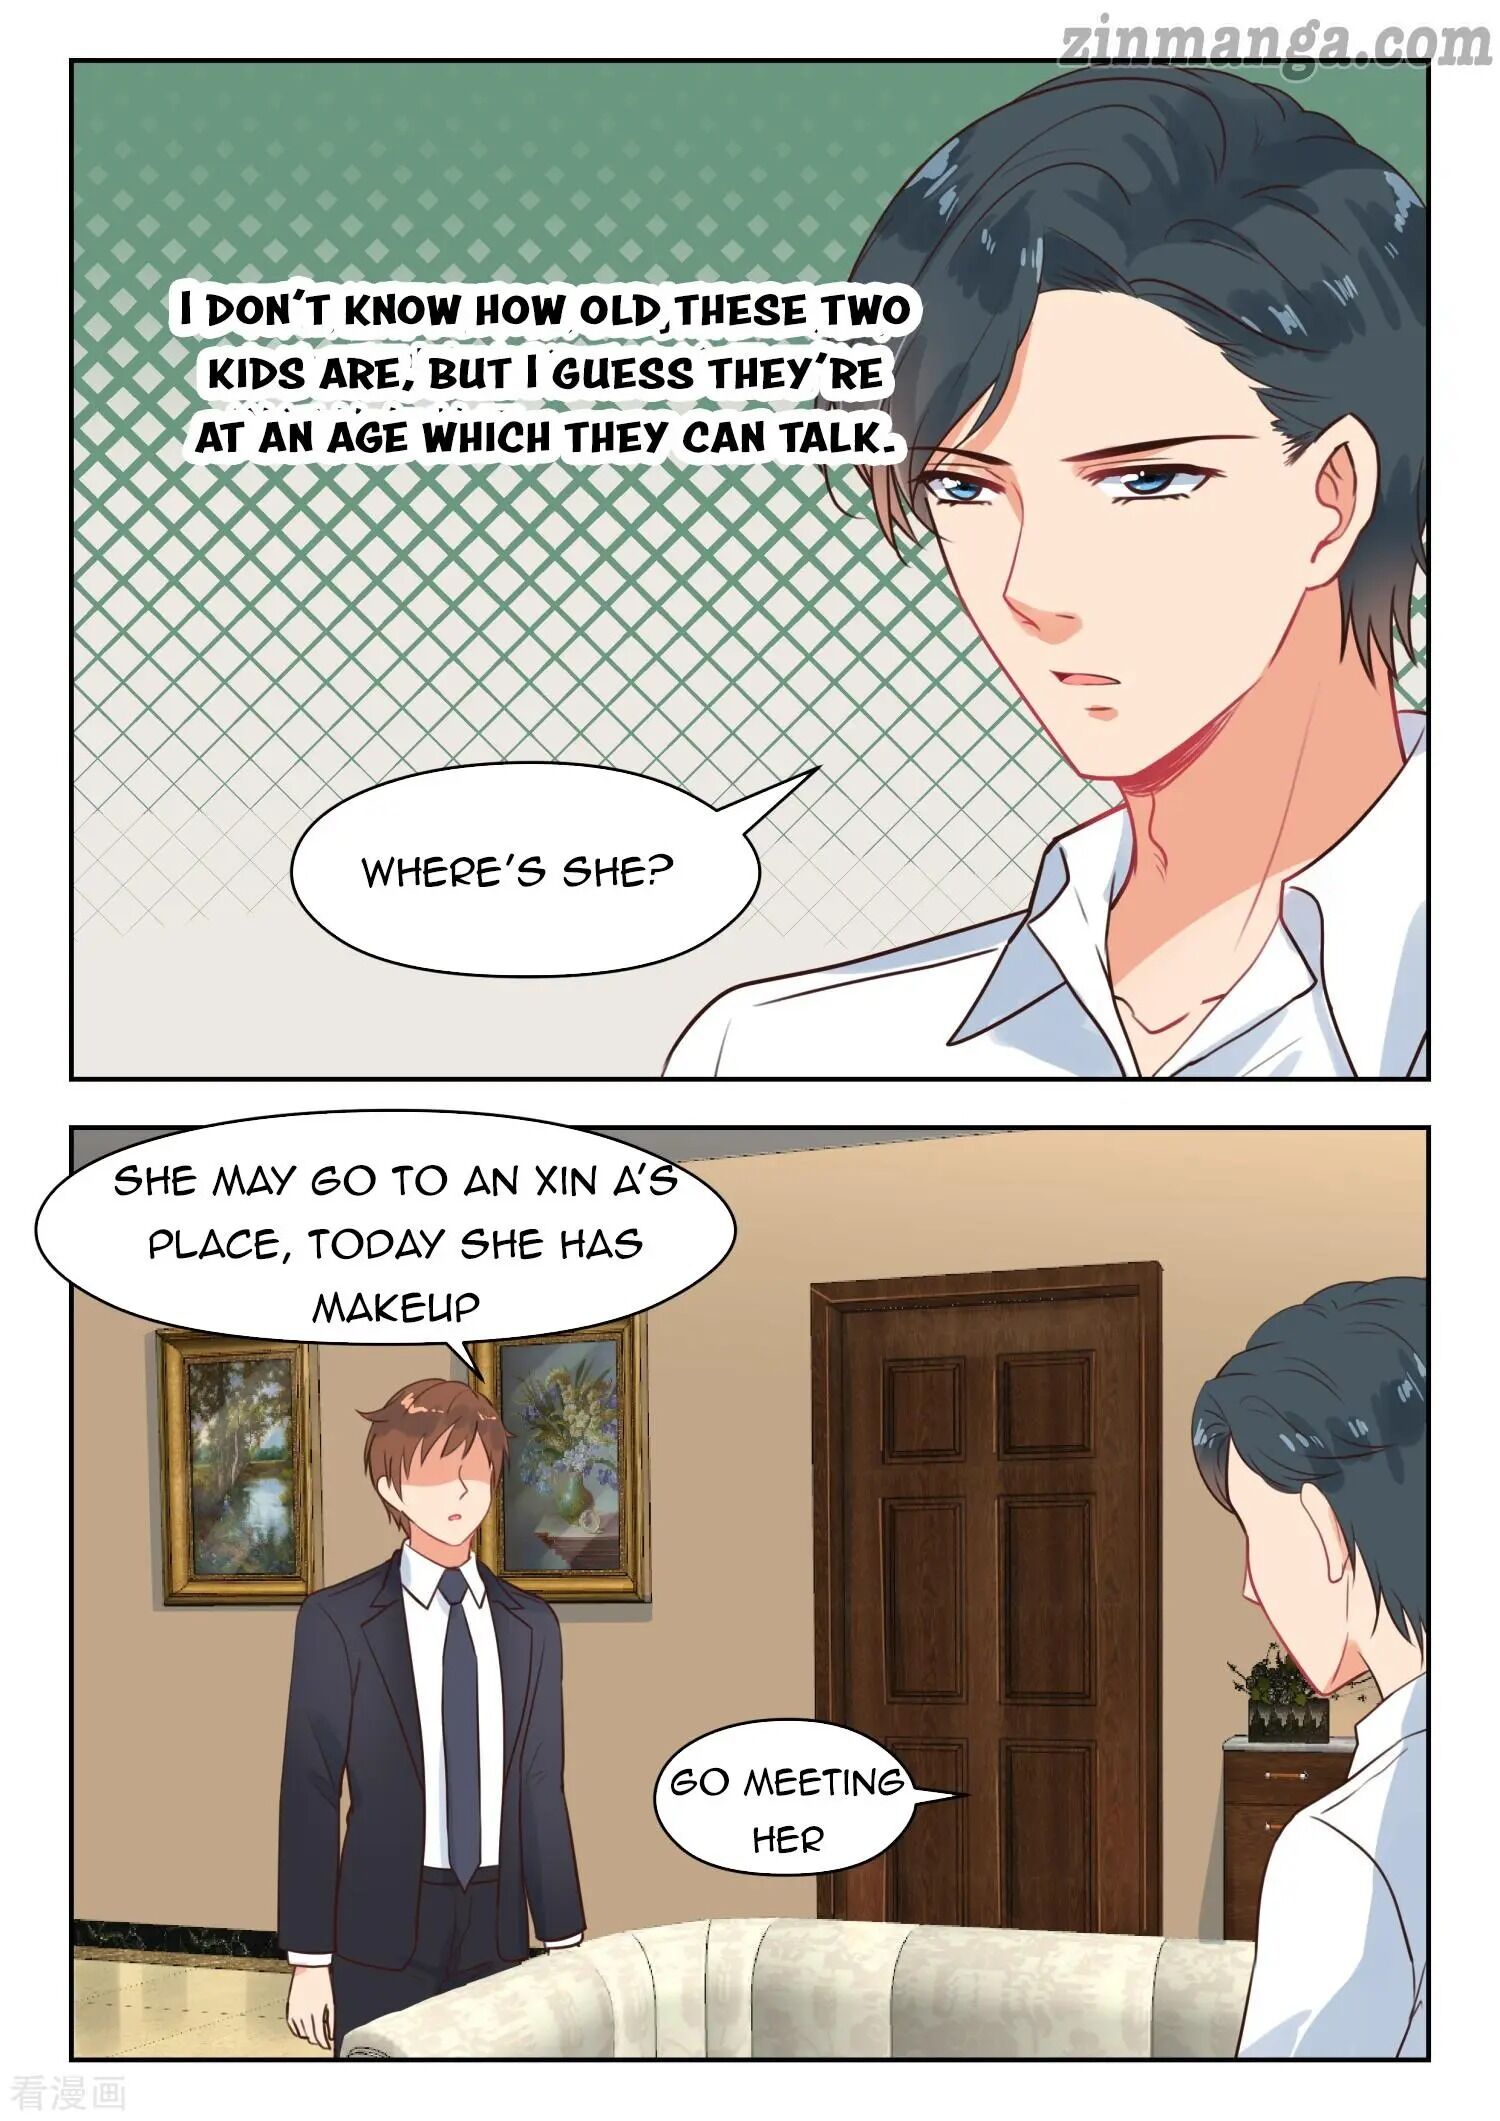 zinmanga.com
I DON'T KNOW HOW OLD THESE TWO
KIDS ARE, BUT I GUESS THEY'RE
AT AN AGE WHICH THEY CAN TALK.
WHERE'S SHE?
SHE MAY GO TO AN XIN A'S
PLACE, TODAY SHE HAS
MAKEUP
GO MEETING
HER
看漫画